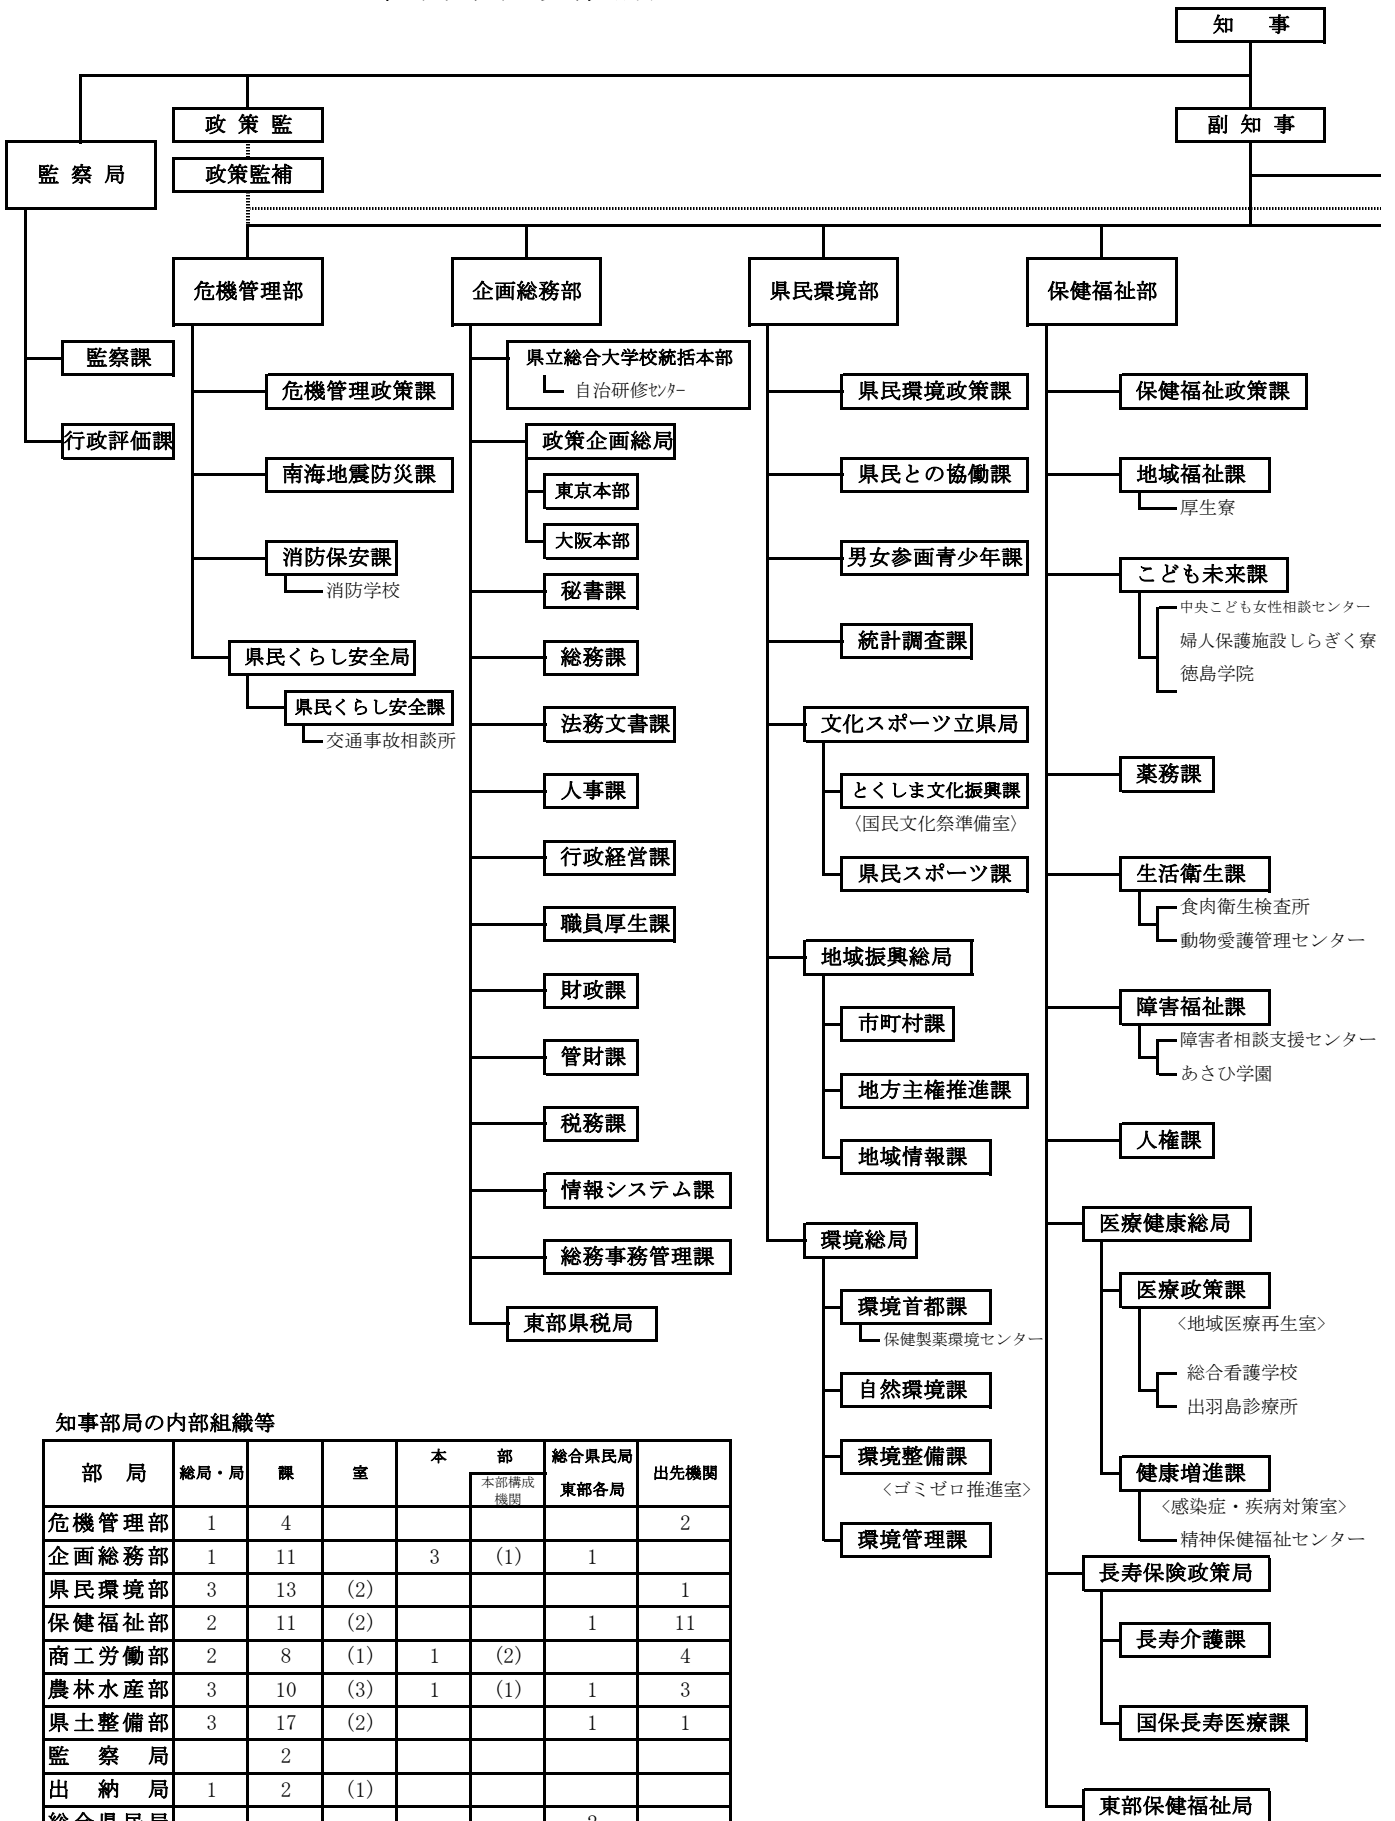 知　事
政 策 監
副 知 事
監 察 局
政策監補
危機管理部
企画総務部
県民環境部
保健福祉部
監察課
行政評価課
危機管理政策課
南海地震防災課
消防保安課
消防学校
県民くらし安全局
県民くらし安全課
交通事故相談所
県立総合大学校統括本部
自治研修ｾﾝﾀｰ
政策企画総局
東京本部
大阪本部
秘書課
総務課
法務文書課
人事課
行政経営課
職員厚生課
財政課
管財課
税務課
情報システム課
総務事務管理課
東部県税局
県民環境政策課
県民との協働課
男女参画青少年課
統計調査課
文化スポーツ立県局
とくしま文化振興課
〈国民文化祭準備室〉
県民スポーツ課
地域振興総局
市町村課
地方主権推進課
地域情報課
環境総局
環境首都課
保健製薬環境センター
自然環境課
環境整備課
〈ゴミゼロ推進室〉
環境管理課
保健福祉政策課
地域福祉課
厚生寮
こども未来課
中央こども女性相談センター
婦人保護施設しらぎく寮
徳島学院
薬務課
生活衛生課
食肉衛生検査所
動物愛護管理センター
障害福祉課
障害者相談支援センター
あさひ学園
人権課
医療健康総局
医療政策課
〈地域医療再生室〉
総合看護学校
出羽島診療所
健康増進課
〈感染症・疾病対策室〉
精神保健福祉センター
長寿保険政策局
長寿介護課
国保長寿医療課
東部保健福祉局
知事部局の内部組織等
部　局 総局・局 課 室 本　部 本部構成機関 総合県民局 東部各局 出先機関
危機管理部 1 4 2
企画総務部 1 11 3 (1) 1
県民環境部 3 13 (2) 1
保健福祉部 2 11 (2) 1 11
商工労働部 2 8 (1) 1 (2) 4
農林水産部 3 10 (3) 1 (1) 1 3
県土整備部 3 17 (2) 1 1
監　察　局 2
出　納　局 1 2 (1)